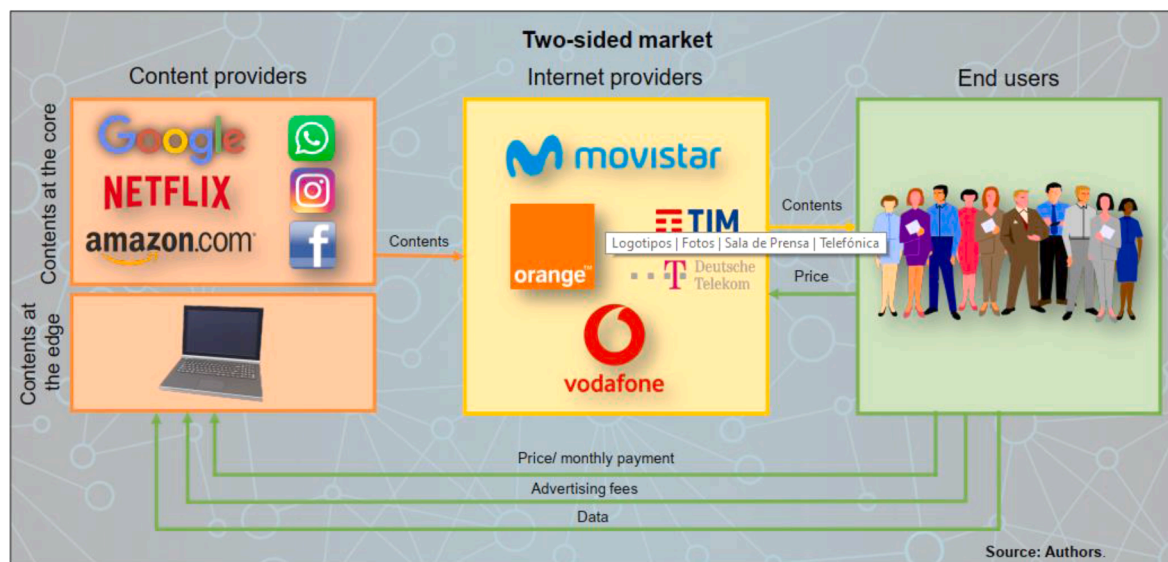 Two-sided market
Content providers
Internet providers
End users
Contents at the core
Google
NETFLIX
amazon.com®
f
movistar
orange™
TIM
Logotipos | Fotos | Sala de Prensa | Telefónica
T Deutsche
Telekom
vodafone
Contents
Contents
Price
Contents at
the edge
Price/ monthly payment
Advertising fees
Data
Source: Authors.